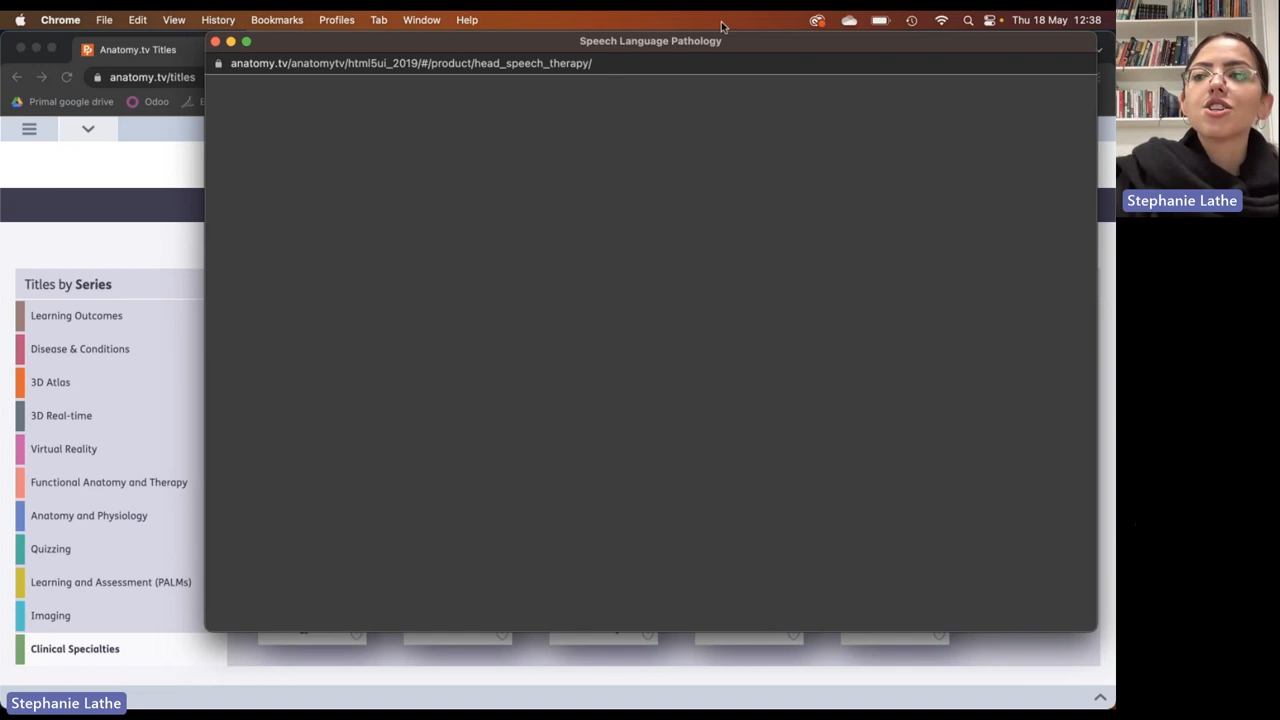 Chrome File Edit View History Bookmarks Profiles Tab Window Help Thu 18 May 12:38
Anatomy.tv Titles
Speech Language Pathology
anatomy.tv/titles
anatomy.tv/anatomytv/html5ui_2019/#/product/head_speech_therapy/
Primal google drive Odoo
Stephanie Lathe
Titles by Series
Learning Outcomes
Disease & Conditions
3D Atlas
3D Real-time
Virtual Reality
Functional Anatomy and Therapy
Anatomy and Physiology
Quizzing
Learning and Assessment (PALMs)
Imaging
Clinical Specialties
Stephanie Lathe